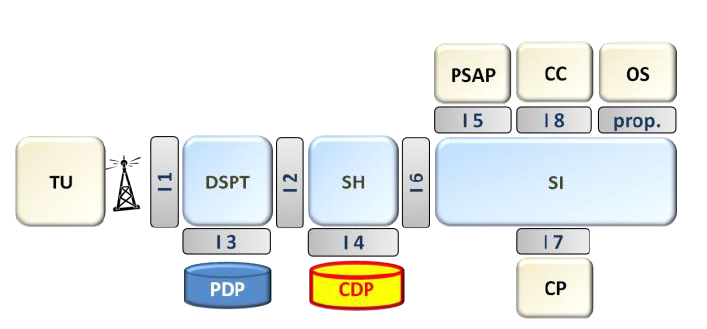 PSAP
CC
OS
I 5
I 8
prop.
TU
I 1
DSPT
I 2
SH
I 6
SI
I 3
I 4
I 7
PDP
CDP
CP